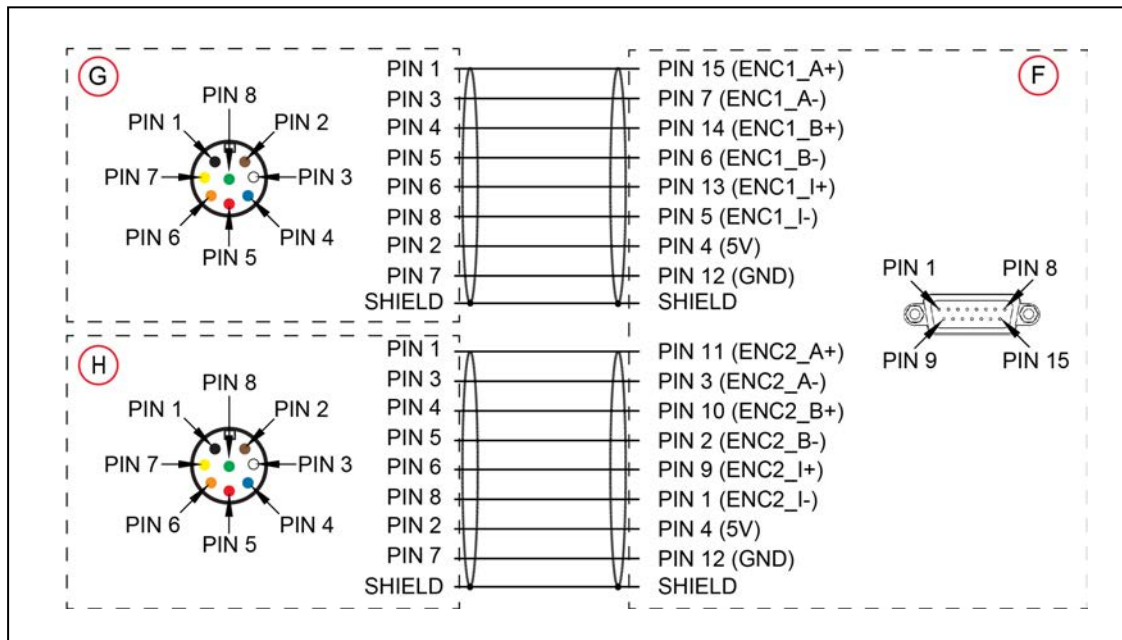 G
PIN 8
PIN 1
PIN 2
PIN 7
PIN 3
PIN 6
PIN 4
PIN 5
PIN 1
PIN 3
PIN 4
PIN 5
PIN 6
PIN 8
PIN 2
PIN 7
SHIELD
H
PIN 8
PIN 1
PIN 2
PIN 7
PIN 3
PIN 6
PIN 4
PIN 5
PIN 1
PIN 3
PIN 4
PIN 5
PIN 6
PIN 8
PIN 2
PIN 7
SHIELD
F
PIN 15 (ENC1_A+)
PIN 7 (ENC1_A-)
PIN 14 (ENC1_B+)
PIN 6 (ENC1_B-)
PIN 13 (ENC1_I+)
PIN 5 (ENC1_I-)
PIN 4 (5V)
PIN 12 (GND)
SHIELD
PIN 11 (ENC2_A+)
PIN 3 (ENC2_A-)
PIN 10 (ENC2_B+)
PIN 2 (ENC2_B-)
PIN 9 (ENC2_I+)
PIN 1 (ENC2_I-)
PIN 4 (5V)
PIN 12 (GND)
SHIELD
PIN 1
PIN 8
PIN 9
PIN 15